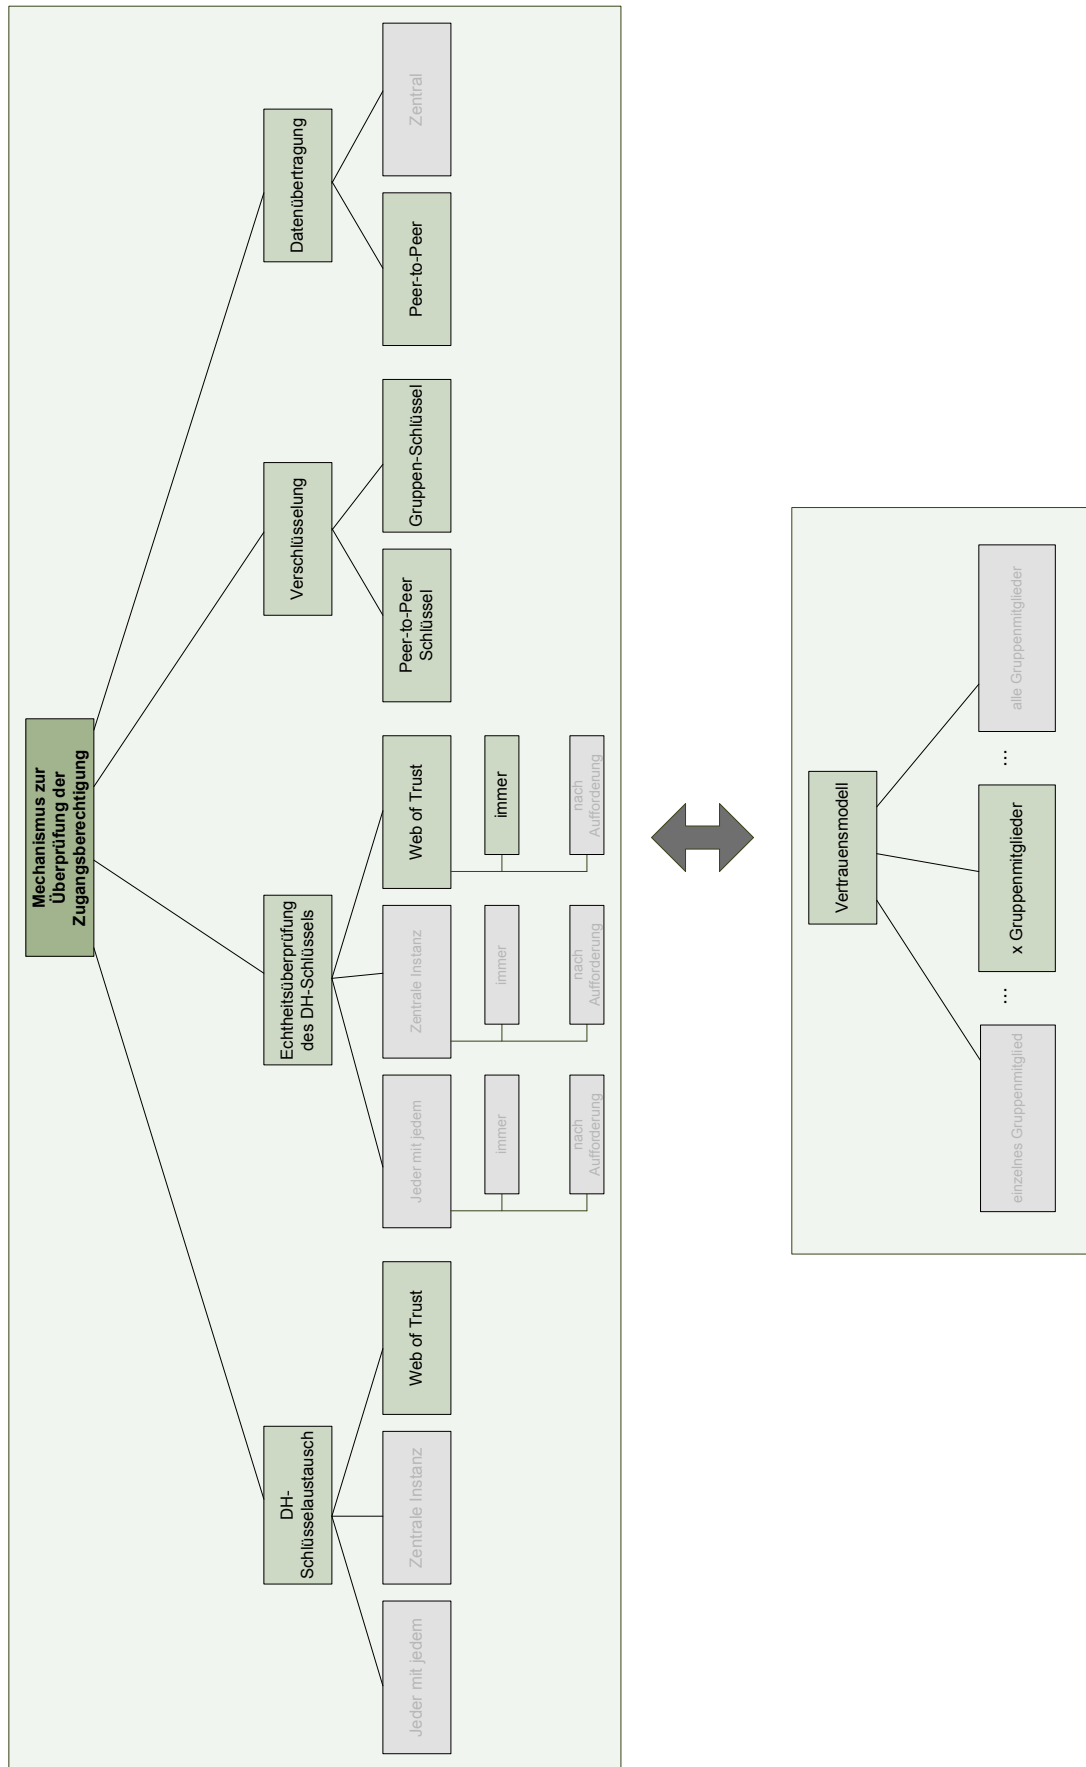 Mechanismus zur
Überprüfung der
Zugangsberechtigung
DH-
Schlüsselaustausch
Echtheitsüberprüfung
des DH-Schlüssels
Verschlüsselung
Datenübertragung
Jeder mit jedem
Zentrale Instanz
Web of Trust
Jeder mit jedem
Zentrale Instanz
Web of Trust
Peer-to-Peer
Schlüssel
Gruppen-Schlüssel
Peer-to-Peer
Zentral
immer
immer
immer
nach
Aufforderung
nach
Aufforderung
nach
Aufforderung
Vertrauensmodell
einzelnes Gruppenmitglied
...
x Gruppenmitglieder
...
alle Gruppenmitglieder